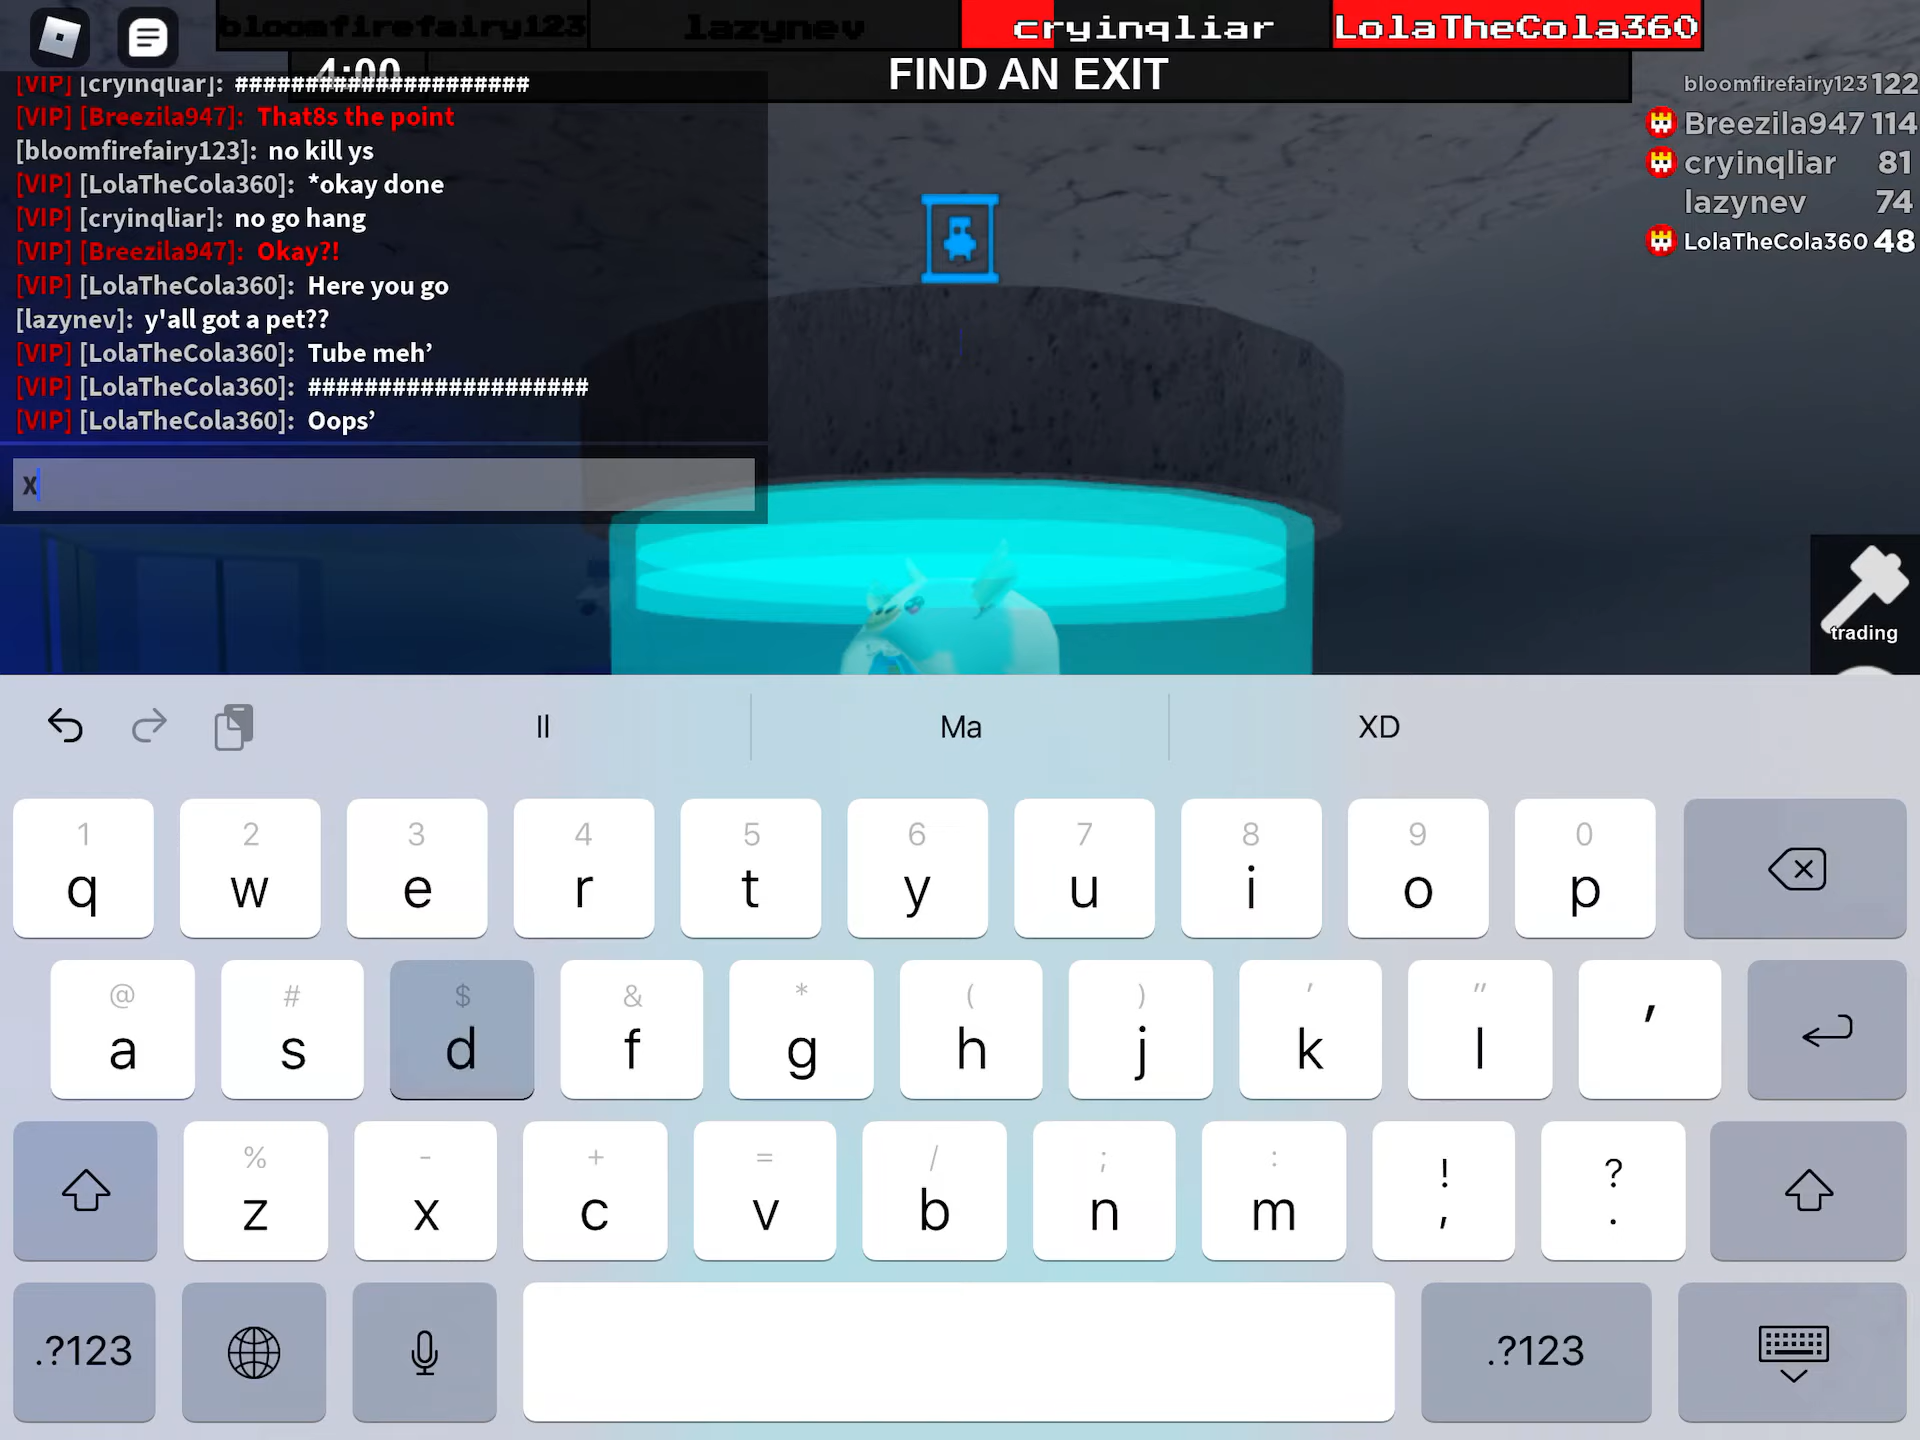 bloomfirefairy123 lazynev cryinqliar LolaTheCola360
4:00 FIND AN EXIT
[VIP] [cryinqliar]: #####################
[VIP] [Breezila947]: That8s the point
[bloomfirefairy123]: no kill ys
[VIP] [LolaTheCola360]: *okay done
[VIP] [cryinqliar]: no go hang
[VIP] [Breezila947]: Okay?!
[VIP] [LolaTheCola360]: Here you go
[lazynev]: y'all got a pet??
[VIP] [LolaTheCola360]: Tube meh’
[VIP] [LolaTheCola360]: ####################
[VIP] [LolaTheCola360]: Oops’
x
bloomfirefairy123 122
Breezila947 114
cryinqliar 81
lazynev 74
LolaTheCola360 48
trading
ll Ma XD
1 2 3 4 5 6 7 8 9 0
q w e r t y u i o p
@ # $ & * ( ) ’ ”
a s d f g h j k l ’
% - + = / ; : ! ?
z x c v b n m , .
.?123 .?123